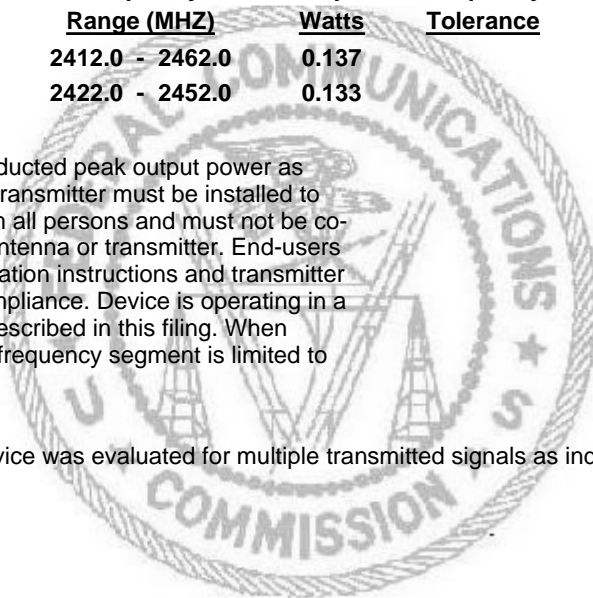 Range (MHZ) Watts Tolerance
2412.0 - 2462.0 0.137
2422.0 - 2452.0 0.133
ducted peak output power as
ransmitter must be installed to
n all persons and must not be co-
ntenna or transmitter. End-users
ation instructions and transmitter
mpliance. Device is operating in a
escribed in this filing. When
frequency segment is limited to
vice was evaluated for multiple transmitted signals as inc
FEDERAL COMMUNICATIONS
COMMISSION
U S